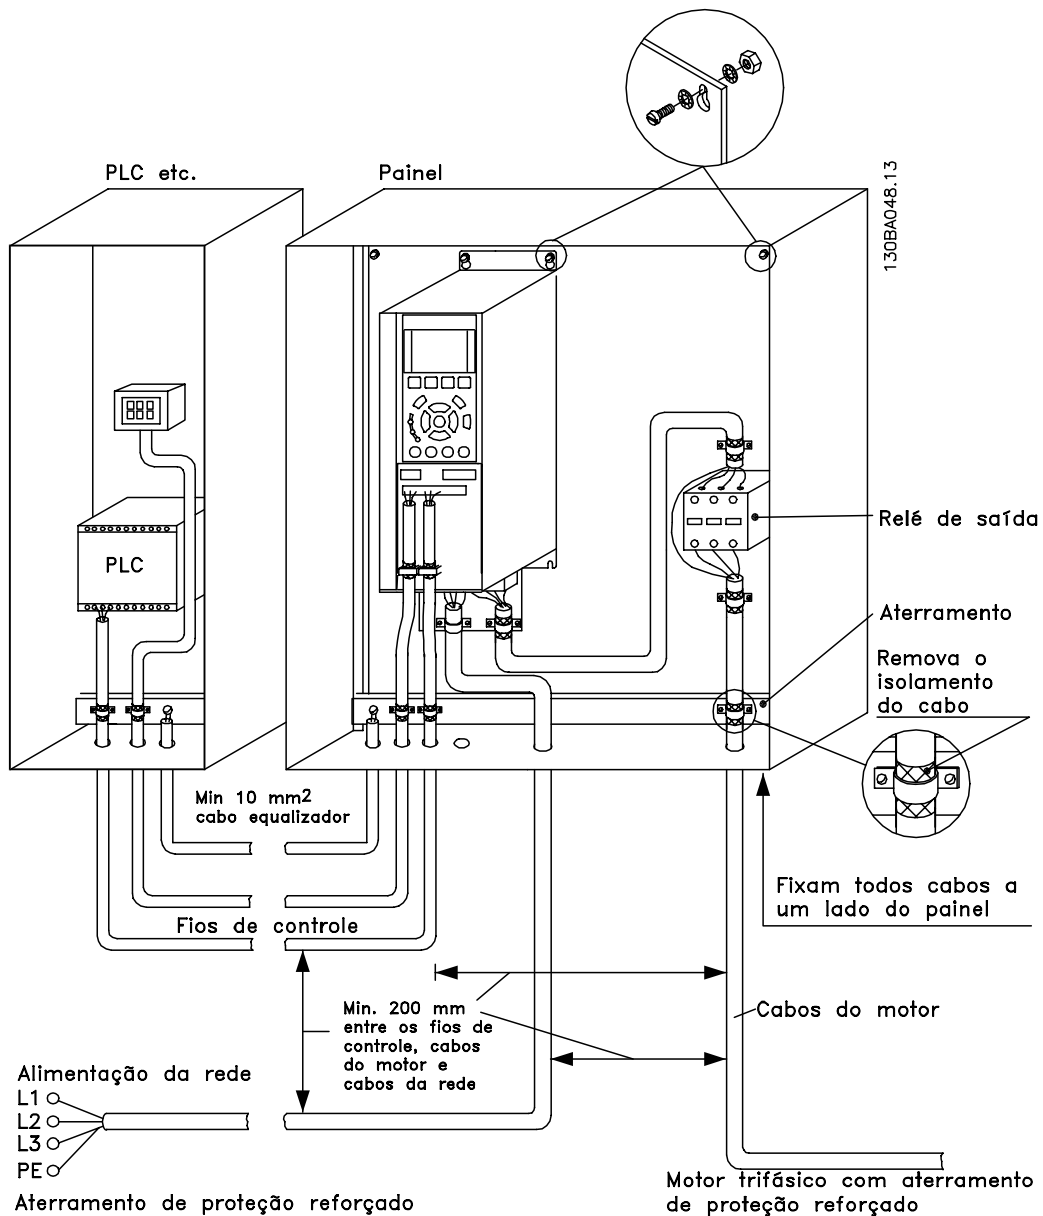 PLC etc.
Painel
130BA048.13
PLC
Relé de saída
Aterramento
Remova o
isolamento
do cabo
Min 10 mm2
cabo equalizador
Fixam todos cabos a
um lado do painel
Fios de controle
Min. 200 mm
entre os fios de
controle, cabos
do motor e
cabos da rede
Cabos do motor
Alimentação da rede
L1
L2
L3
PE
Aterramento de proteção reforçado
Motor trifásico com aterramento
de proteção reforçado